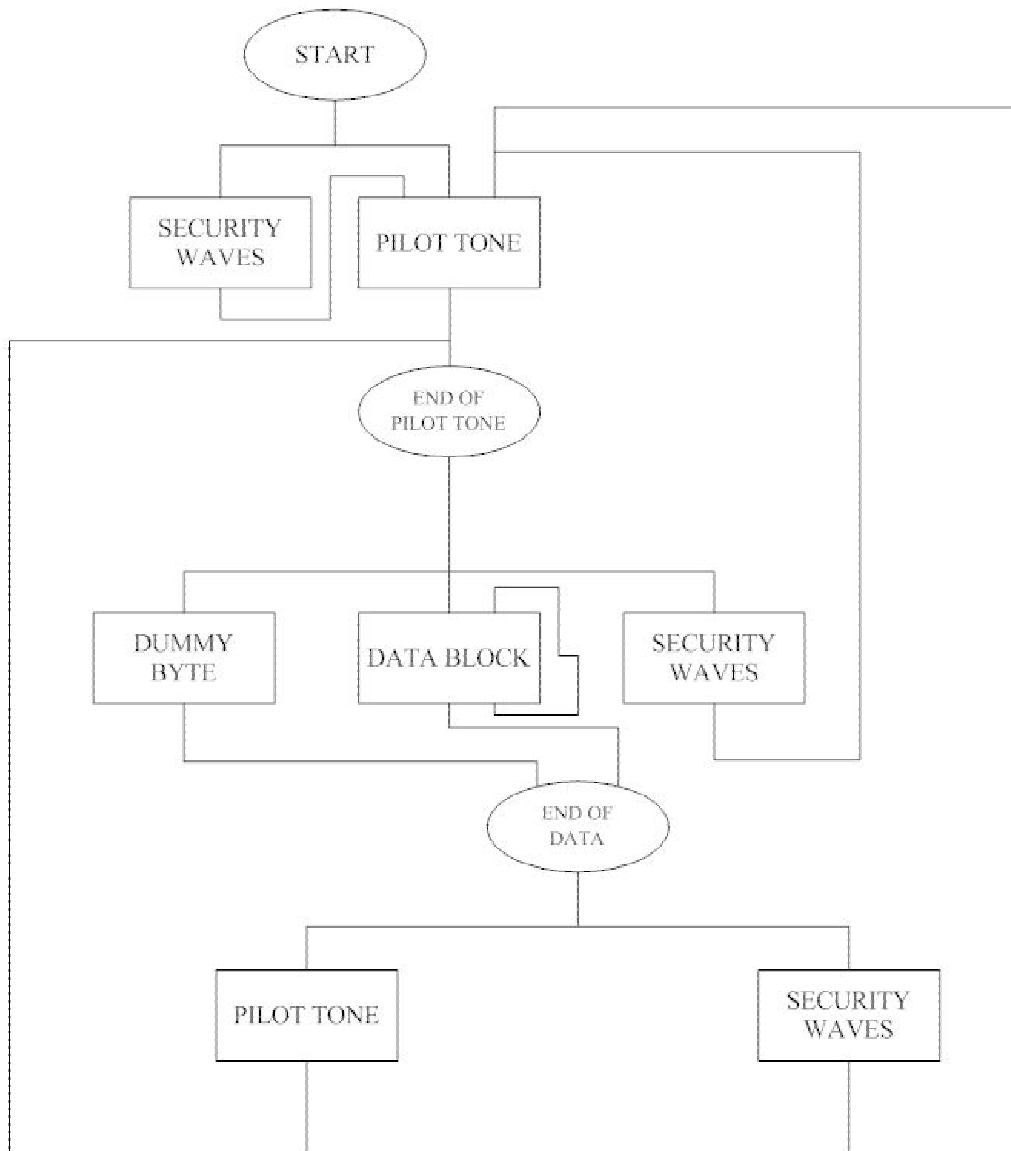 START
SECURITY
WAVES
PILOT TONE
END OF
PILOT TONE
DUMMY
BYTE
DATA BLOCK
SECURITY
WAVES
END OF
DATA
PILOT TONE
SECURITY
WAVES